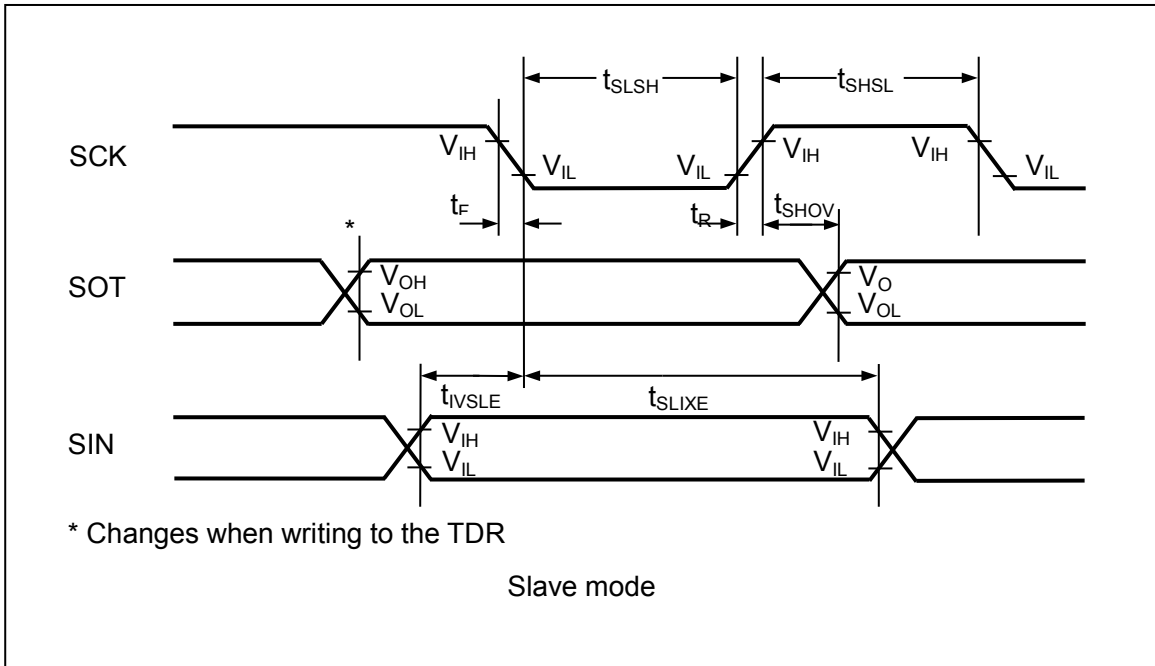 tSLSH tSHSL
SCK VIH VIL VIL VIH VIH VIL
tF tR tSHOV
*
SOT VOH VOL VO VOL
tIVSLE tSLIXE
SIN VIH VIL VIH VIL
* Changes when writing to the TDR
Slave mode